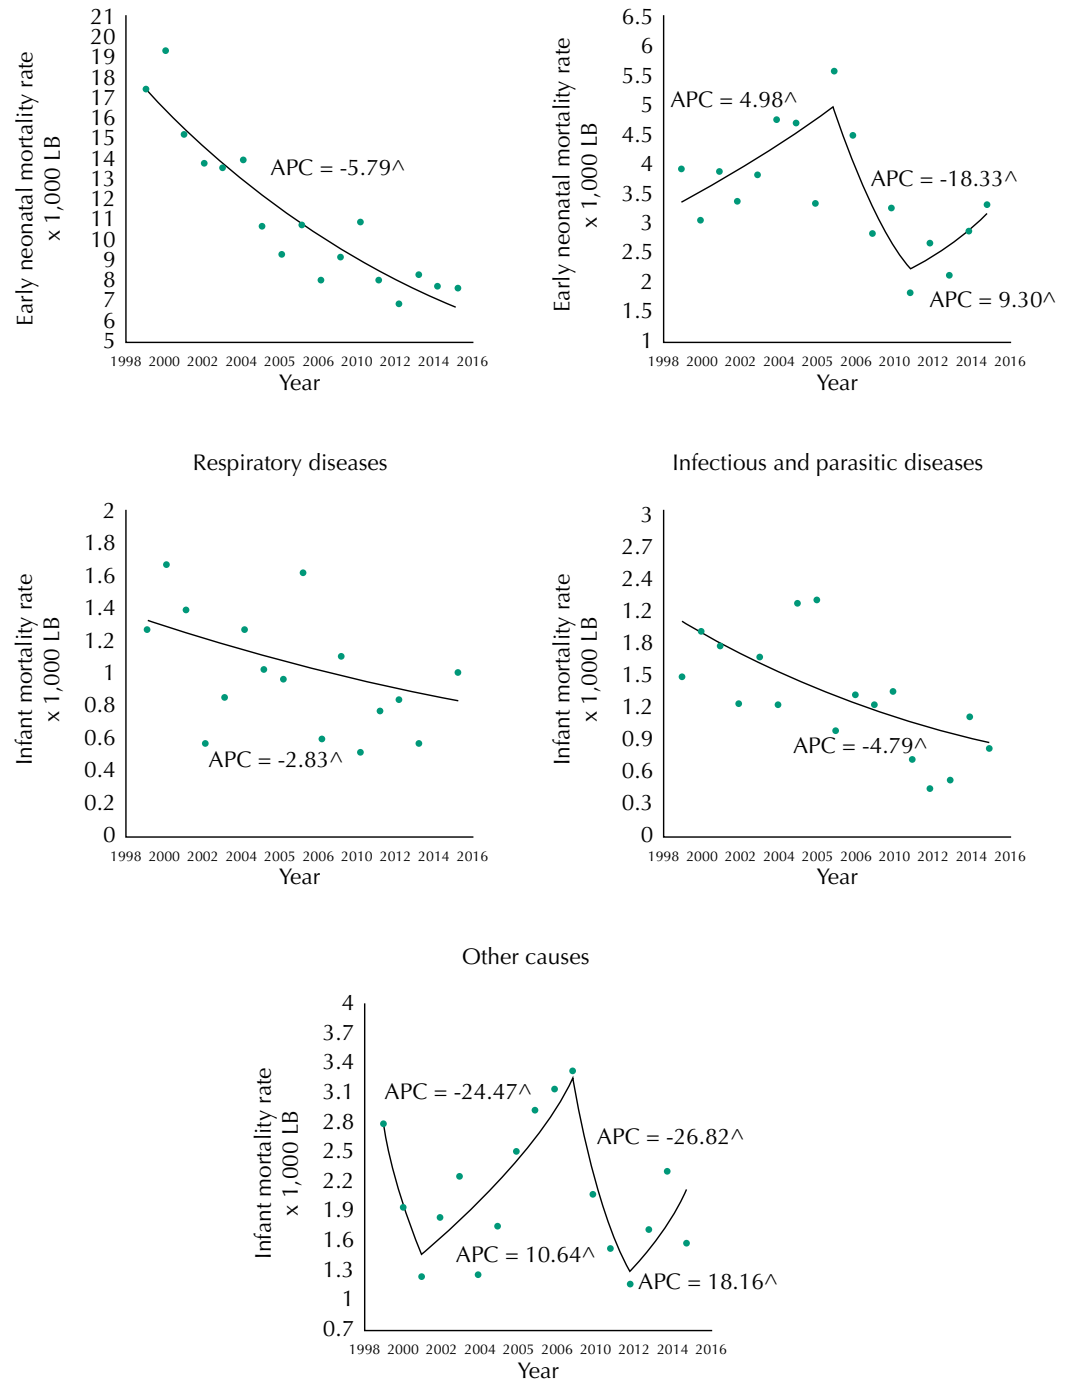 Early neonatal mortality rate
x 1,000 LB
21
20
19
18
17
16
15
14
13
12
11
10
9
8
7
6
5
APC = -5.79^
1998 2000 2002 2004 2005 2006 2010 2012 2014 2016
Year
Early neonatal mortality rate
x 1,000 LB
6.5
6
5.5
5
4.5
4
3.5
3
2.5
2
1.5
1
APC = 4.98^
APC = -18.33^
APC = 9.30^
1998 2000 2002 2004 2005 2006 2010 2012 2014 2016
Year
Respiratory diseases
Infant mortality rate
x 1,000 LB
2
1.8
1.6
1.4
1.2
1
0.8
0.6
0.4
0.2
0
APC = -2.83^
1998 2000 2002 2004 2005 2006 2010 2012 2014 2016
Year
Infectious and parasitic diseases
Infant mortality rate
x 1,000 LB
3
2.7
2.4
1.2
1.8
1.5
1.2
0.9
0.6
0.3
0
APC = -4.79^
1998 2000 2002 2004 2005 2006 2010 2012 2014 2016
Year
Other causes
Infant mortality rate
x 1,000 LB
4
3.7
3.4
3.1
2.8
2.5
2.2
1.9
1.6
1.3
1
0.7
APC = -24.47^
APC = -26.82^
APC = 10.64^
APC = 18.16^
1998 2000 2002 2004 2005 2006 2010 2012 2014 2016
Year